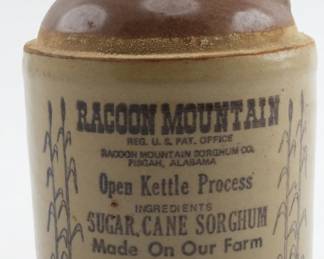 RACOON MOUNTAIN
REG. U.S. PAT. OFFICE
RACOON MOUNTAIN SORGHUM CO.
PISGAH, ALABAMA
Open Kettle Process
INGREDIENTS
SUGAR, CANE SORGHUM
Made On Our Farm